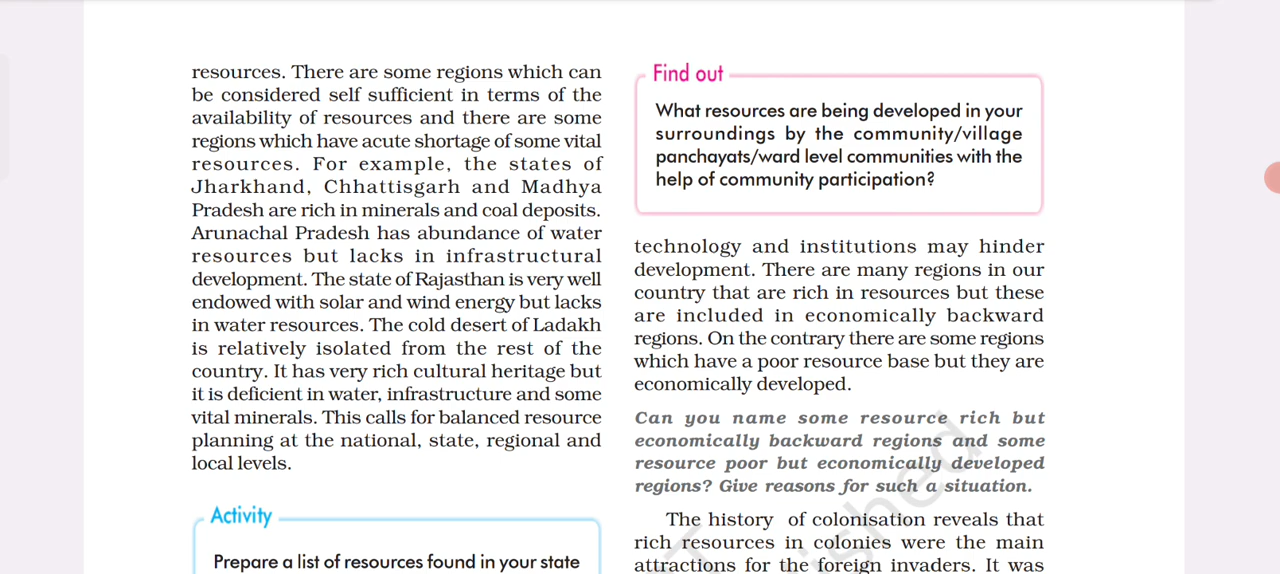 resources. There are some regions which can
be considered self sufficient in terms of the
availability of resources and there are some
regions which have acute shortage of some vital
resources. For example, the states of
Jharkhand, Chhattisgarh and Madhya
Pradesh are rich in minerals and coal deposits.
Arunachal Pradesh has abundance of water
resources but lacks in infrastructural
development. The state of Rajasthan is very well
endowed with solar and wind energy but lacks
in water resources. The cold desert of Ladakh
is relatively isolated from the rest of the
country. It has very rich cultural heritage but
it is deficient in water, infrastructure and some
vital minerals. This calls for balanced resource
planning at the national, state, regional and
local levels.
Activity
Prepare a list of resources found in your state
Find out
What resources are being developed in your
surroundings by the community/village
panchayats/ward level communities with the
help of community participation?
technology and institutions may hinder
development. There are many regions in our
country that are rich in resources but these
are included in economically backward
regions. On the contrary there are some regions
which have a poor resource base but they are
economically developed.
Can you name some resource rich but
economically backward regions and some
resource poor but economically developed
regions? Give reasons for such a situation.
The history of colonisation reveals that
rich resources in colonies were the main
attractions for the foreign invaders. It was